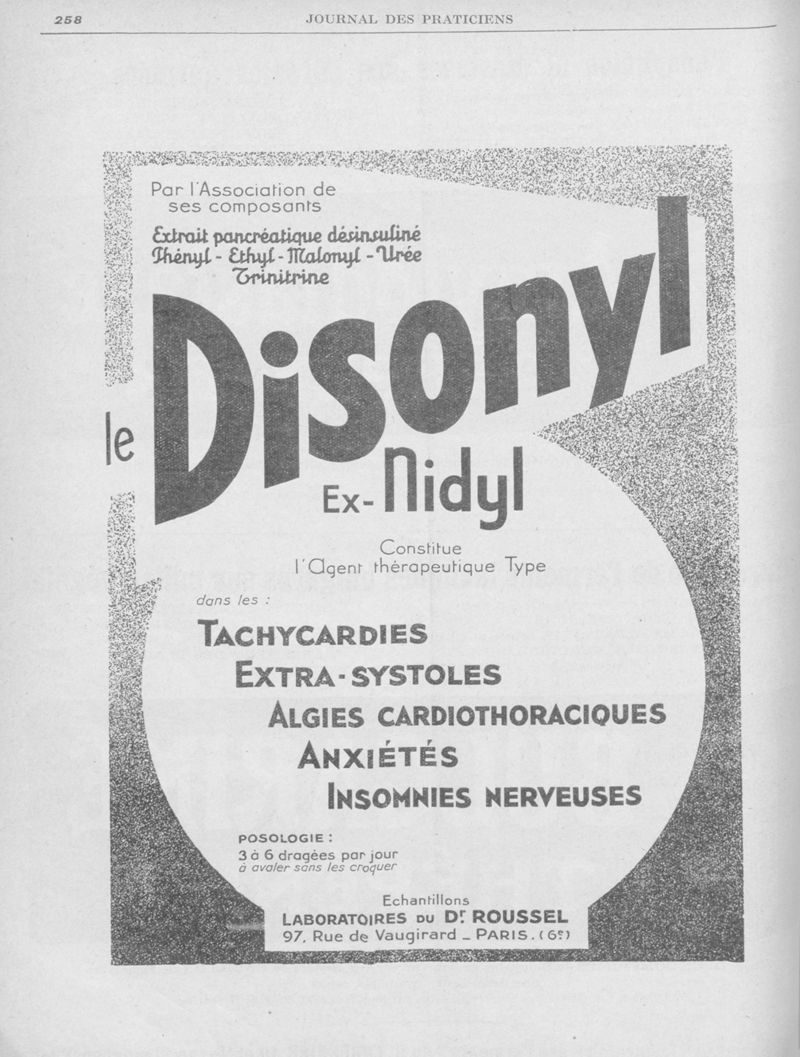 258
JOURNAL DES PRATICIENS
Par l'Association de
ses composants
Extrait pancréatique désinsuliné
Phényl - Ethyl - Malonyl - Urée
Trinitrine
le Disonyl
Ex-Nidyl
Constitue
l'Agent thérapeutique Type
dans les :
TACHYCARDIES
EXTRA-SYSTOLES
ALGIES CARDIOTHORACIQUES
ANXIÉTÉS
INSOMNIES NERVEUSES
POSOLOGIE :
3 à 6 dragées par jour
à avaler sans les croquer
Echantillons
LABORATOIRES DU Dr ROUSSEL
97, Rue de Vaugirard _ PARIS. (6e)